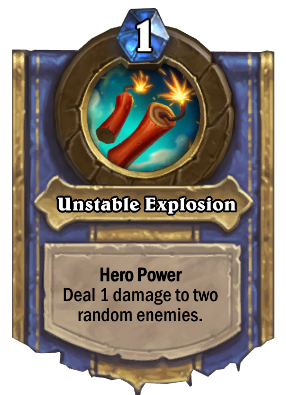 1
Unstable Explosion
Hero Power
Deal 1 damage to two
random enemies.